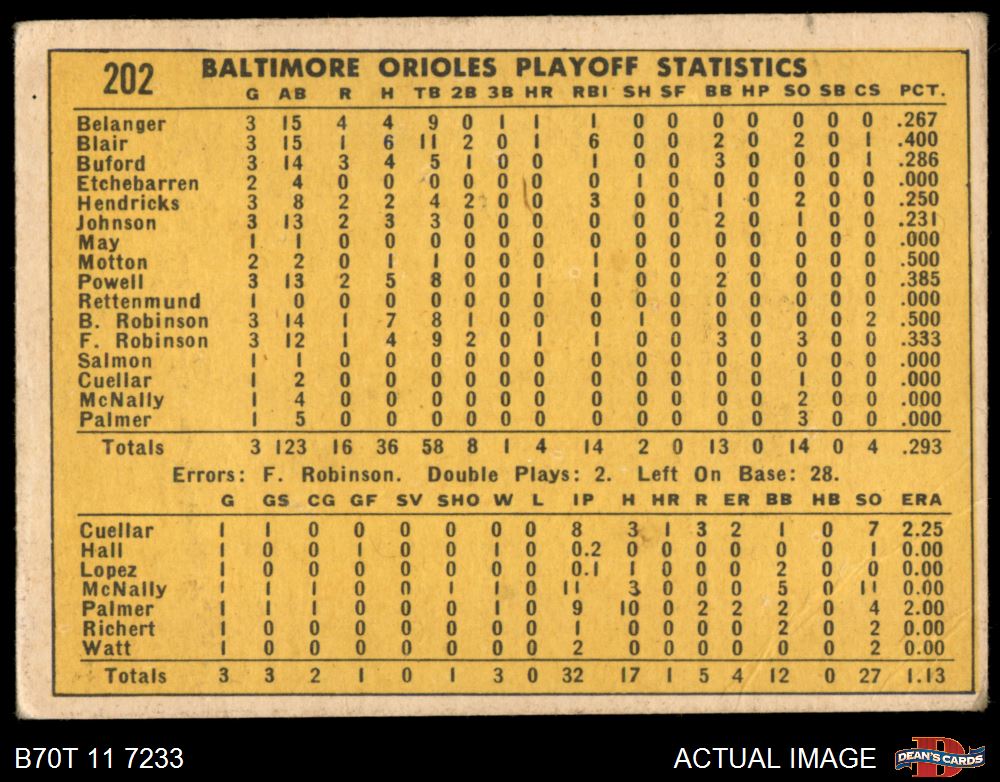 202 BALTIMORE ORIOLES PLAYOFF STATISTICS
G AB R H TB 2B 3B HR RBI SH SF BB HP SO SB CS PCT.
Belanger 3 15 4 4 9 0 1 1 1 0 0 0 0 0 0 0 .267
Blair 3 15 1 6 11 2 0 1 6 0 0 2 0 2 0 1 .400
Buford 3 14 3 4 5 1 0 0 1 0 0 3 0 0 0 1 .286
Etchebarren 2 4 0 0 0 0 0 0 0 1 0 0 0 0 0 0 .000
Hendricks 3 8 2 2 4 2 0 0 3 0 0 1 0 2 0 0 .250
Johnson 3 13 2 3 3 0 0 0 0 0 0 2 0 1 0 0 .231
May 1 1 0 0 0 0 0 0 0 0 0 0 0 0 0 0 .000
Motton 2 2 0 1 1 0 0 0 1 0 0 0 0 0 0 0 .500
Powell 3 13 2 5 8 0 0 1 1 0 0 2 0 0 0 0 .385
Rettenmund 1 0 0 0 0 0 0 0 0 0 0 0 0 0 0 0 .000
B. Robinson 3 14 1 7 8 1 0 0 0 1 0 0 0 0 0 2 .500
F. Robinson 3 12 1 4 9 2 0 1 1 0 0 3 0 3 0 0 .333
Salmon 1 1 0 0 0 0 0 0 0 0 0 0 0 0 0 0 .000
Cuellar 1 2 0 0 0 0 0 0 0 0 0 0 0 1 0 0 .000
McNally 1 4 0 0 0 0 0 0 0 0 0 0 0 2 0 0 .000
Palmer 1 5 0 0 0 0 0 0 0 0 0 0 0 3 0 0 .000
Totals 3 123 16 36 58 8 1 4 14 2 0 13 0 14 0 4 .293
Errors: F. Robinson. Double Plays: 2. Left On Base: 28.
G GS CG GF SV SHO W L IP H HR R ER BB HB SO ERA
Cuellar 1 1 0 0 0 0 0 0 8 3 1 3 2 1 0 7 2.25
Hall 1 0 0 1 0 0 1 0 0.2 0 0 0 0 0 0 1 0.00
Lopez 1 0 0 0 0 0 0 0 0.1 1 0 0 0 2 0 0 0.00
McNally 1 1 1 0 0 1 1 0 11 3 0 0 0 5 0 11 0.00
Palmer 1 1 1 0 0 0 1 0 9 10 0 2 2 2 0 4 2.00
Richert 1 0 0 0 0 0 0 0 1 0 0 0 0 2 0 2 0.00
Watt 1 0 0 0 0 0 0 0 2 0 0 0 0 0 0 2 0.00
Totals 3 3 2 1 0 1 3 0 32 17 1 5 4 12 0 27 1.13
B70T 11 7233
ACTUAL IMAGE
DEAN'S CARDS